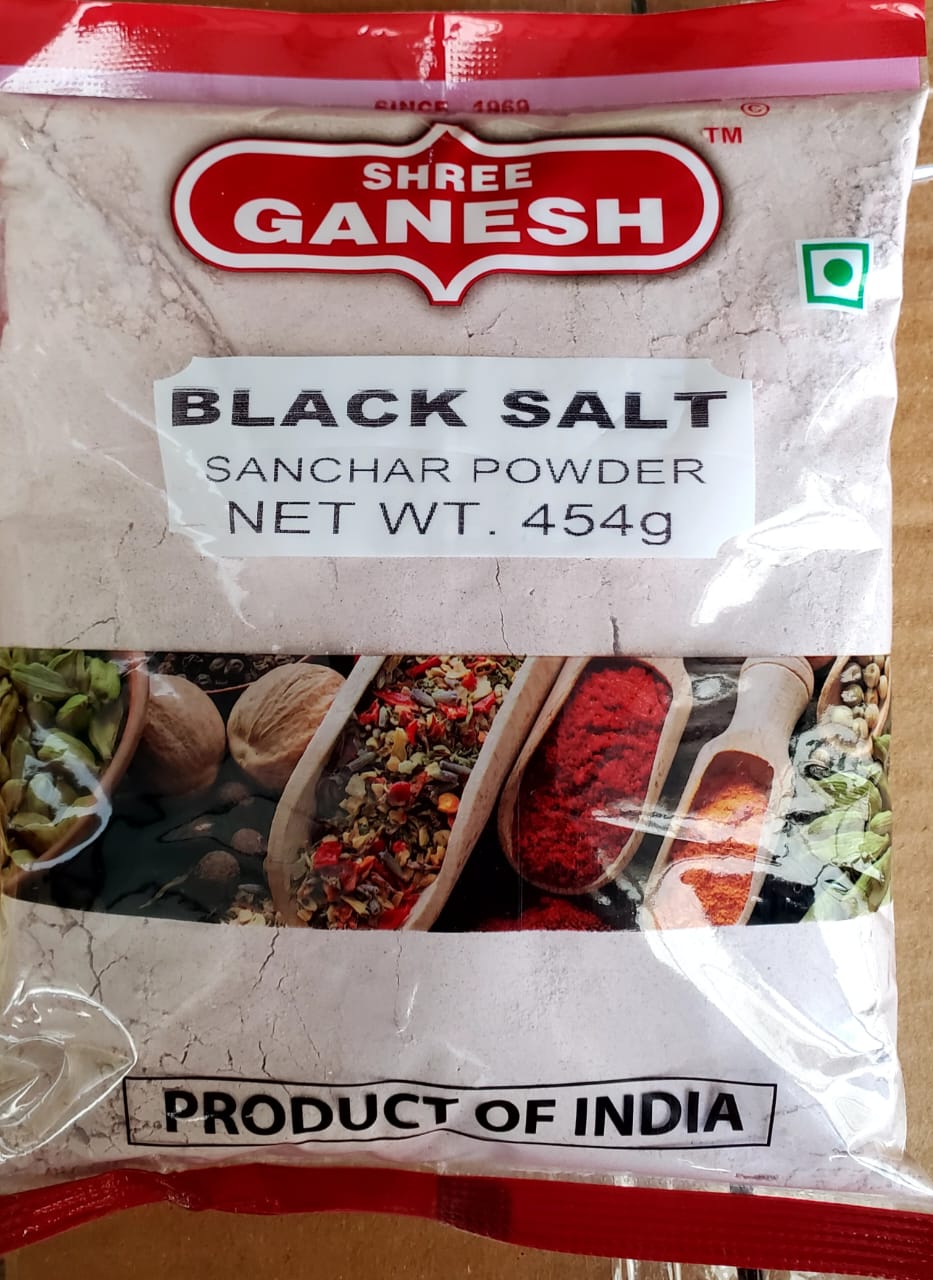 SINCE 1969
©
TM
SHREE
GANESH
BLACK SALT
SANCHAR POWDER
NET WT. 454g
PRODUCT OF INDIA